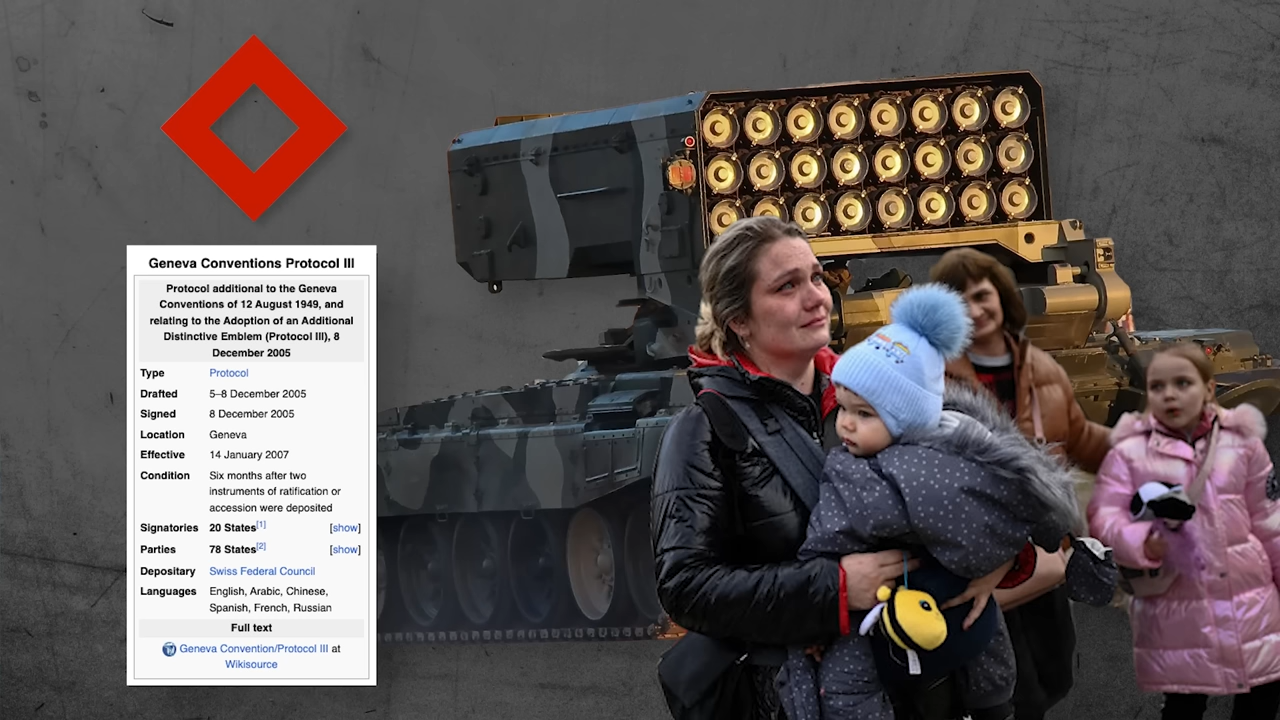 Geneva Conventions Protocol III
Protocol additional to the Geneva
Conventions of 12 August 1949, and
relating to the Adoption of an Additional
Distinctive Emblem (Protocol III), 8
December 2005
Type Protocol
Drafted 5–8 December 2005
Signed 8 December 2005
Location Geneva
Effective 14 January 2007
Condition Six months after two
instruments of ratification or
accession were deposited
Signatories 20 States[1] [show]
Parties 78 States[2] [show]
Depositary Swiss Federal Council
Languages English, Arabic, Chinese,
Spanish, French, Russian
Full text
Geneva Convention/Protocol III at
Wikisource